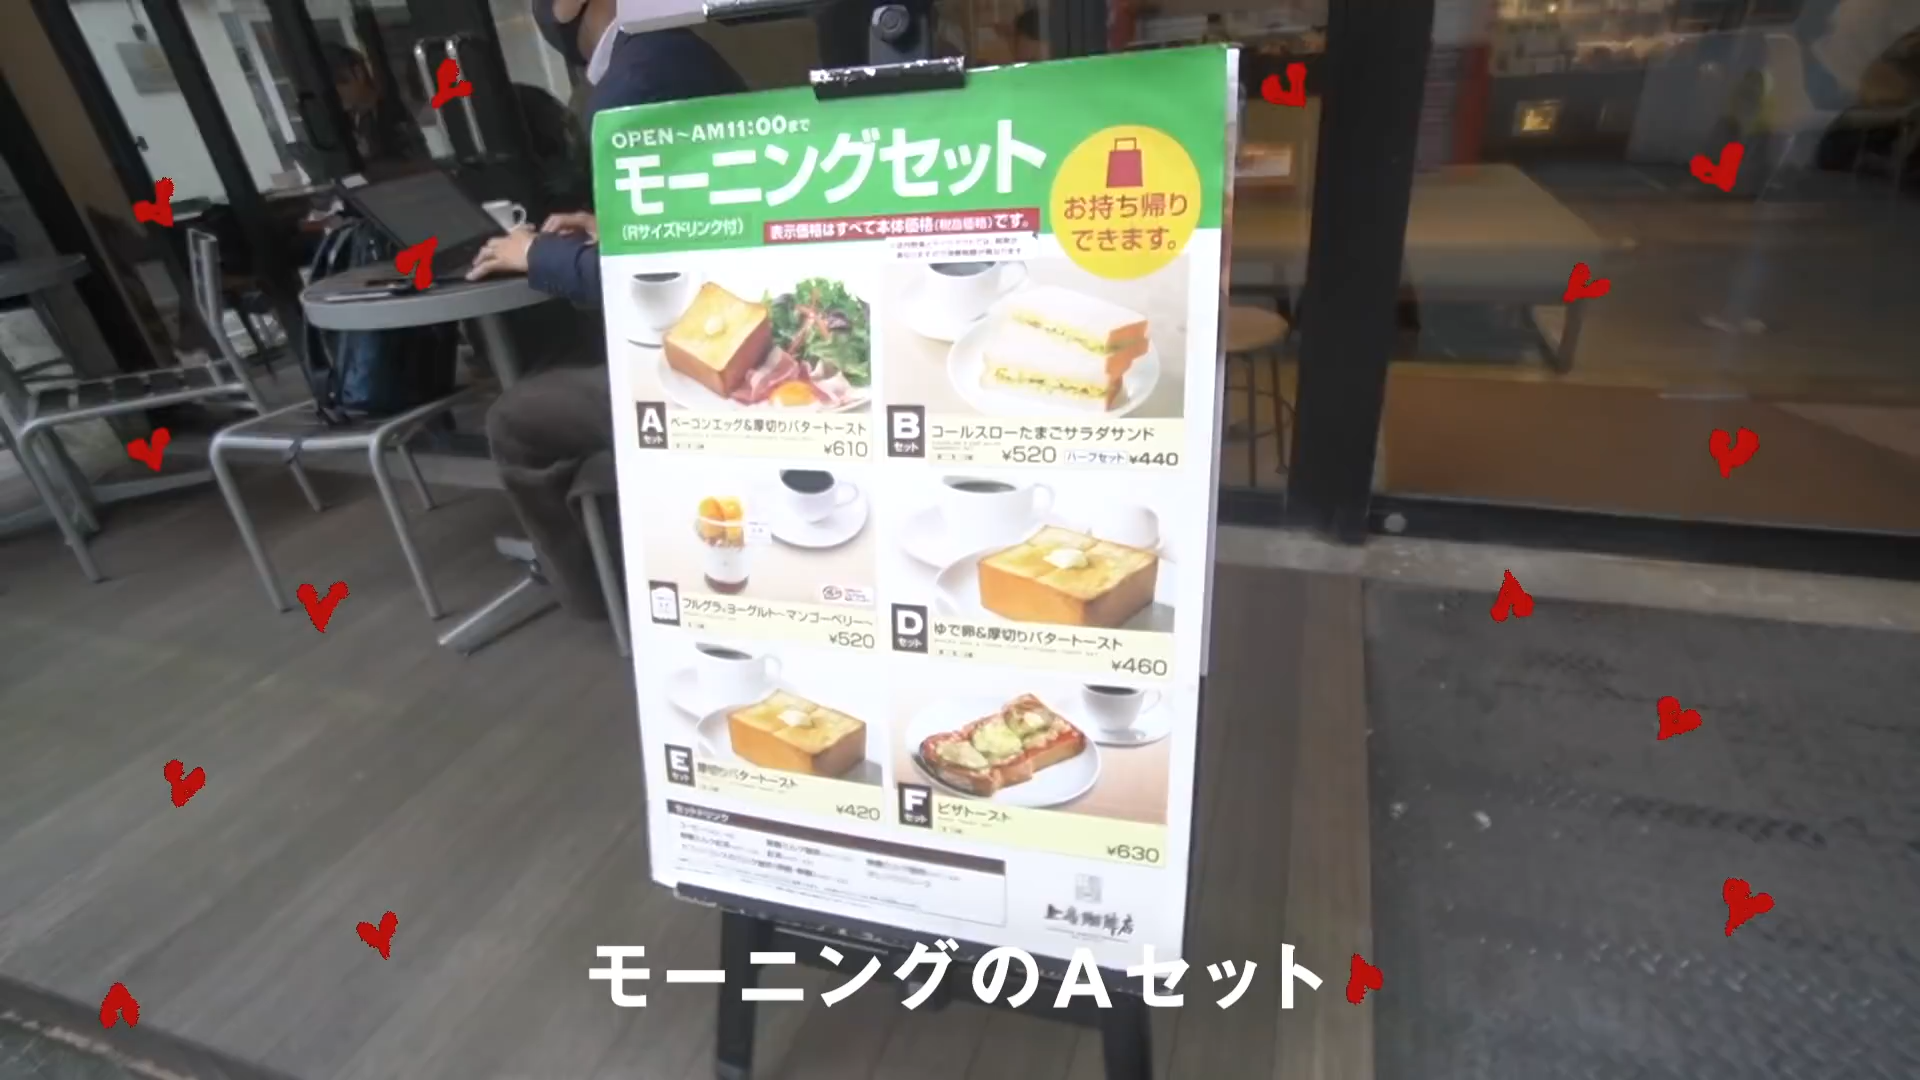 OPEN~AM11:00まで
モーニングセット
(Rサイズドリンク付)
表示価格はすべて本体価格(税抜価格)です。
お持ち帰り
できます。
A
セット
ベーコンエッグ&厚切りバタートースト
¥610
B
セット
コールスローたまごサラダサンド
¥520 ハーフセット ¥440
フルグラ®ヨーグルト~マンゴーベリー~
¥520
D
セット
ゆで卵&厚切りバタートースト
¥460
E
セット
厚切りバタートースト
¥420
F
セット
ピザトースト
¥630
セットドリンク
上島珈琲店
モーニングのAセット